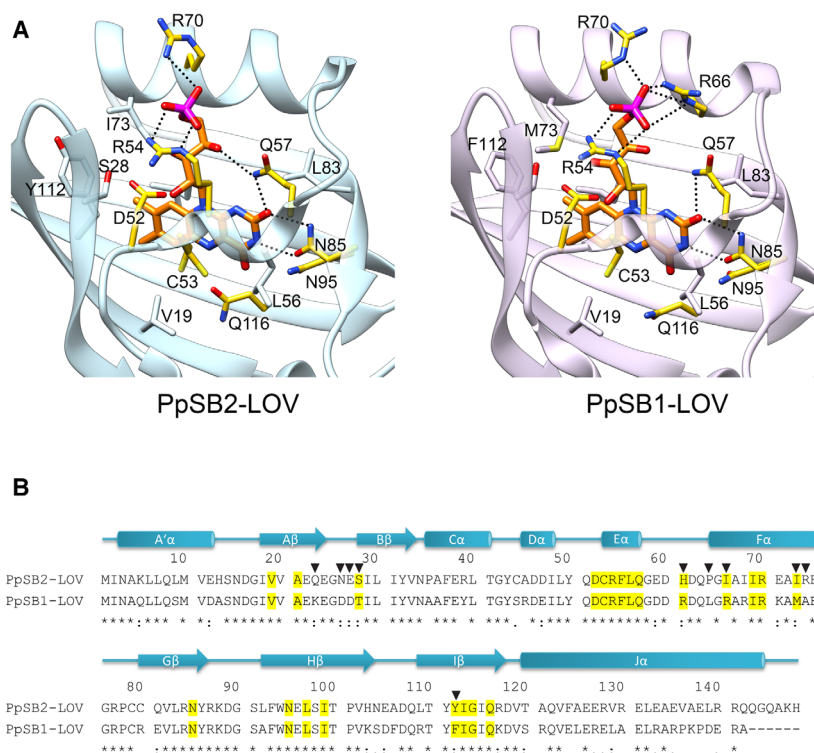 A
R70
I73
R54
S28
Y112
D52
Q57
L83
N85
C53
N95
L56
V19
Q116
PpSB2-LOV
R70
R66
M73
F112
R54
Q57
L83
D52
N85
C53
N95
L56
V19
Q116
PpSB1-LOV
B
A'α Aβ Bβ Cα Dα Eα Fα
10 20 30 40 50 60 70
PpSB2-LOV MINAKLLQLM VEHSNDGIVV AEQEGNESIL IYVNPAFERL TGYCADDILY QDCRFLQGED HDQPGIAIIR EAIRE
PpSB1-LOV MINAQLLQSM VDASNDGIVV AEKEGDDTIL IYVNAAFEYL TGYSRDEILY QDCRFLQGDD RDQLGRARIR KAMAE
Gβ Hβ Iβ Jα
80 90 100 110 120 130 140
PpSB2-LOV GRPCC QVLRNYRKDG SLFWNELSIT PVHNEADQLT YYIGIQRDVT AQVFAEERVR ELEAEVAELR RQQGQAKH
PpSB1-LOV GRPCR EVLRNYRKDG SAFWNELSIT PVKSDFDQRT YFIGIQKDVS RQVELERELA ELRARPKPDE RA------